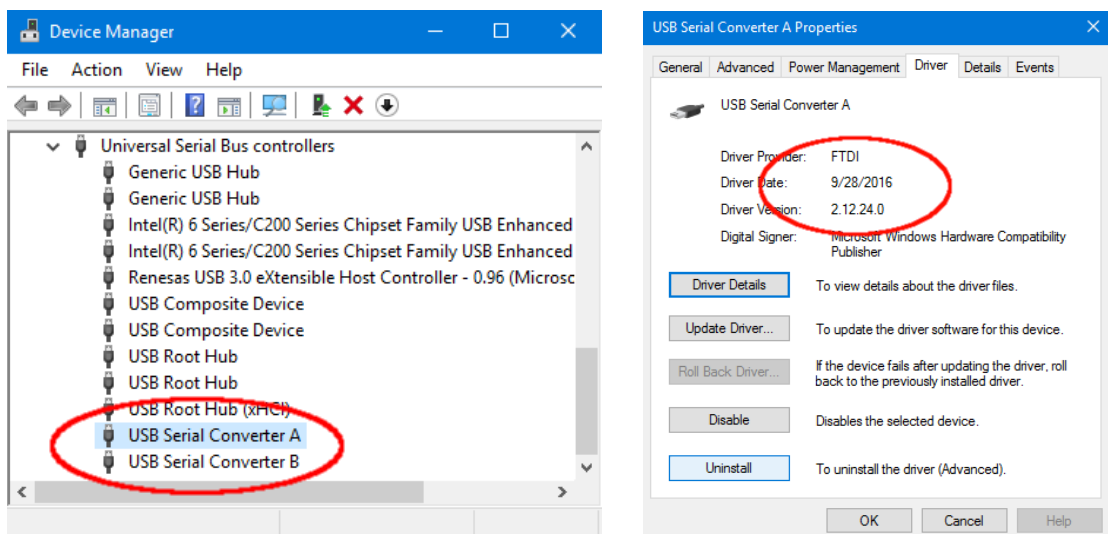 Device Manager
File Action View Help
Universal Serial Bus controllers
Generic USB Hub
Generic USB Hub
Intel(R) 6 Series/C200 Series Chipset Family USB Enhanced
Intel(R) 6 Series/C200 Series Chipset Family USB Enhanced
Renesas USB 3.0 eXtensible Host Controller - 0.96 (Microsc
USB Composite Device
USB Composite Device
USB Root Hub
USB Root Hub
USB Root Hub (xHCI)
USB Serial Converter A
USB Serial Converter B
USB Serial Converter A Properties
General Advanced Power Management Driver Details Events
USB Serial Converter A
Driver Provider: FTDI
Driver Date: 9/28/2016
Driver Version: 2.12.24.0
Digital Signer: Microsoft Windows Hardware Compatibility
Publisher
Driver Details To view details about the driver files.
Update Driver... To update the driver software for this device.
Roll Back Driver... If the device fails after updating the driver, roll
back to the previously installed driver.
Disable Disables the selected device.
Uninstall To uninstall the driver (Advanced).
OK Cancel Help